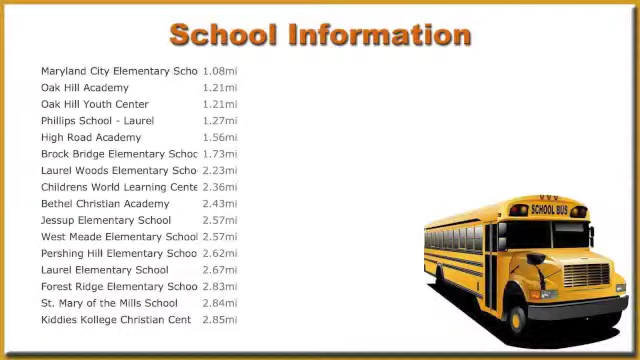 School Information
Maryland City Elementary Scho 1.08mi
Oak Hill Academy 1.21mi
Oak Hill Youth Center 1.21mi
Phillips School - Laurel 1.27mi
High Road Academy 1.56mi
Brock Bridge Elementary Schoc 1.73mi
Laurel Woods Elementary Scho 2.23mi
Childrens World Learning Cente 2.36mi
Bethel Christian Academy 2.43mi
Jessup Elementary School 2.57mi
West Meade Elementary School 2.57mi
Pershing Hill Elementary Schoo 2.62mi
Laurel Elementary School 2.67mi
Forest Ridge Elementary Schoo 2.83mi
St. Mary of the Mills School 2.84mi
Kiddies Kollege Christian Cent 2.85mi
SCHOOL BUS